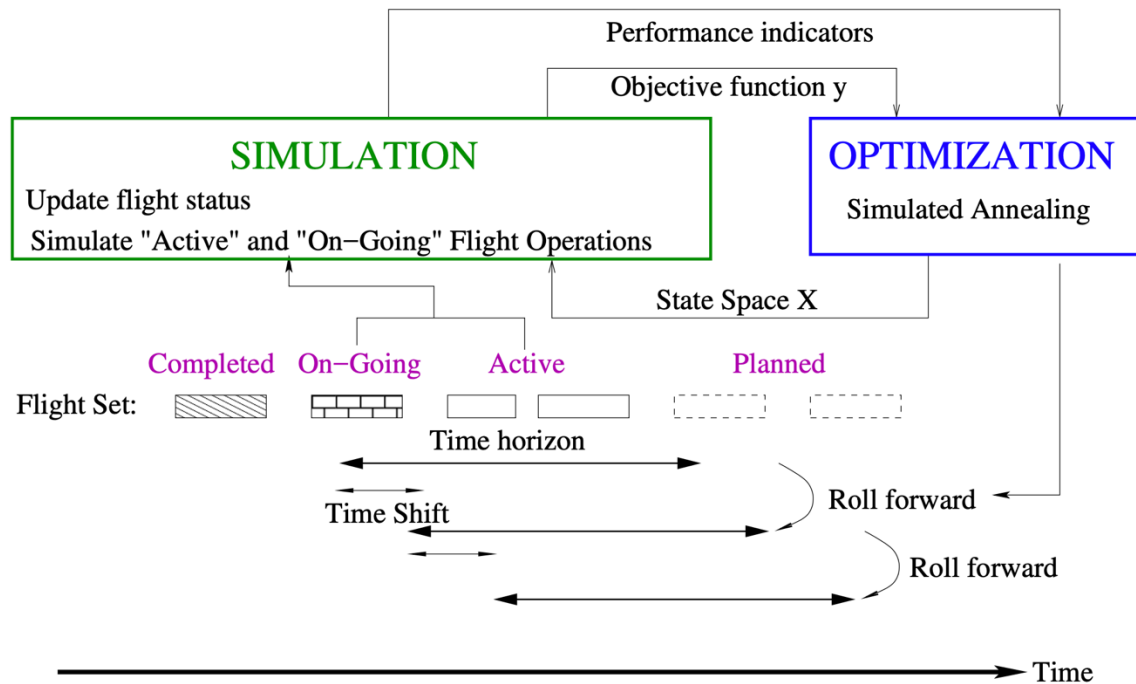 Performance indicators
Objective function y
SIMULATION
OPTIMIZATION
Update flight status
Simulated Annealing
Simulate "Active" and "On−Going" Flight Operations
State Space X
Completed On−Going Active Planned
Flight Set:
Time horizon
Roll forward
Time Shift
Roll forward
Time